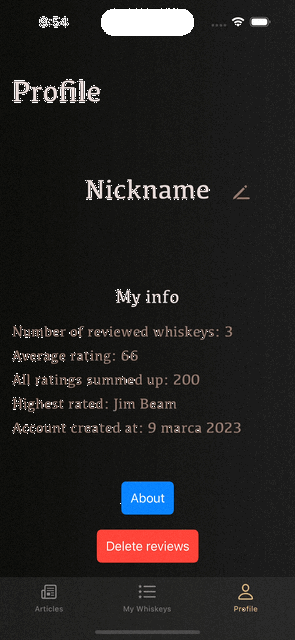 9:54
Profile
Nickname
My info
Number of reviewed whiskeys: 3
Average rating: 66
All ratings summed up: 200
Highest rated: Jim Beam
Account created at: 9 marca 2023
About
Delete reviews
Articles
My Whiskeys
Profile